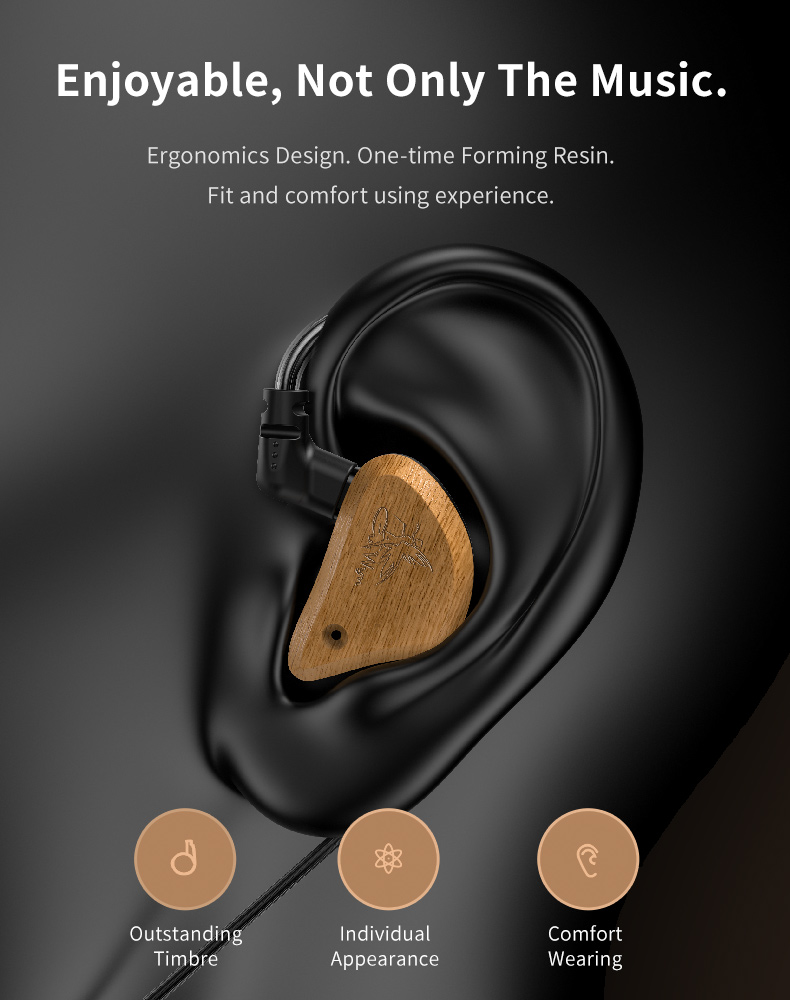 Enjoyable, Not Only The Music.
Ergonomics Design. One-time Forming Resin.
Fit and comfort using experience.
Outstanding
Timbre
Individual
Appearance
Comfort
Wearing